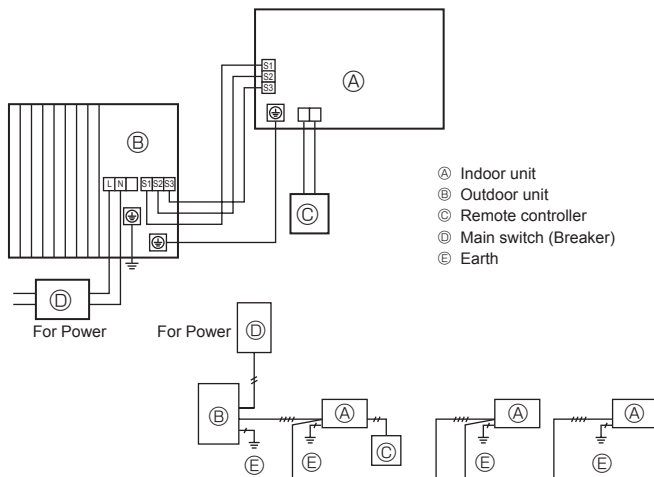 S1
S2
S3
Ⓐ
Ⓑ
L N S1 S2 S3
Ⓒ
Ⓐ Indoor unit
Ⓑ Outdoor unit
Ⓒ Remote controller
Ⓓ Main switch (Breaker)
Ⓔ Earth
Ⓓ
For Power
For Power Ⓓ
Ⓑ Ⓐ Ⓐ Ⓐ
Ⓔ Ⓔ Ⓒ Ⓔ Ⓔ